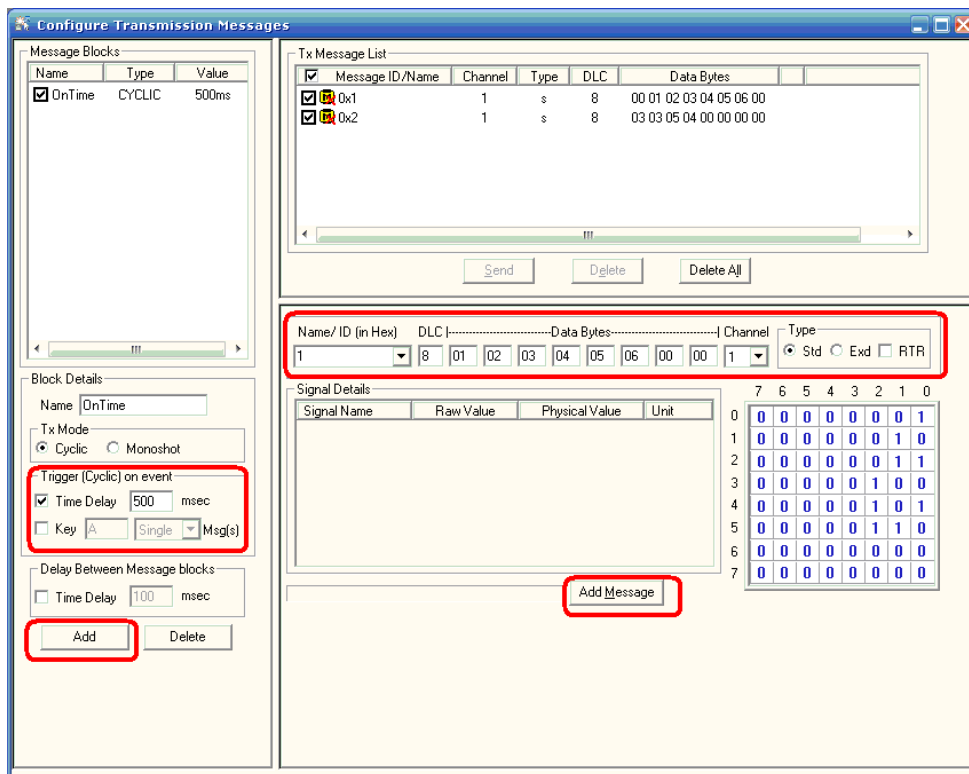 Configure Transmission Messages
Message Blocks
Name Type Value
OnTime CYCLIC 500ms
Block Details
Name OnTime
Tx Mode
Cyclic Monoshot
Trigger (Cyclic) on event
Time Delay 500 msec
Key A Single Msg(s)
Delay Between Message blocks
Time Delay 100 msec
Add Delete
Tx Message List
Message ID/Name Channel Type DLC Data Bytes
0x1 1 s 8 00 01 02 03 04 05 06 00
0x2 1 s 8 03 03 05 04 00 00 00 00
Send Delete Delete All
Name/ ID (in Hex) DLC |---------------------------Data Bytes---------------------------| Channel Type
1 8 01 02 03 04 05 06 00 00 1 Std Exd RTR
Signal Details
Signal Name Raw Value Physical Value Unit
7 6 5 4 3 2 1 0
0 0 0 0 0 0 0 0 1
1 0 0 0 0 0 0 1 0
2 0 0 0 0 0 0 1 1
3 0 0 0 0 0 1 0 0
4 0 0 0 0 0 1 0 1
5 0 0 0 0 0 1 1 0
6 0 0 0 0 0 0 0 0
7 0 0 0 0 0 0 0 0
Add Message